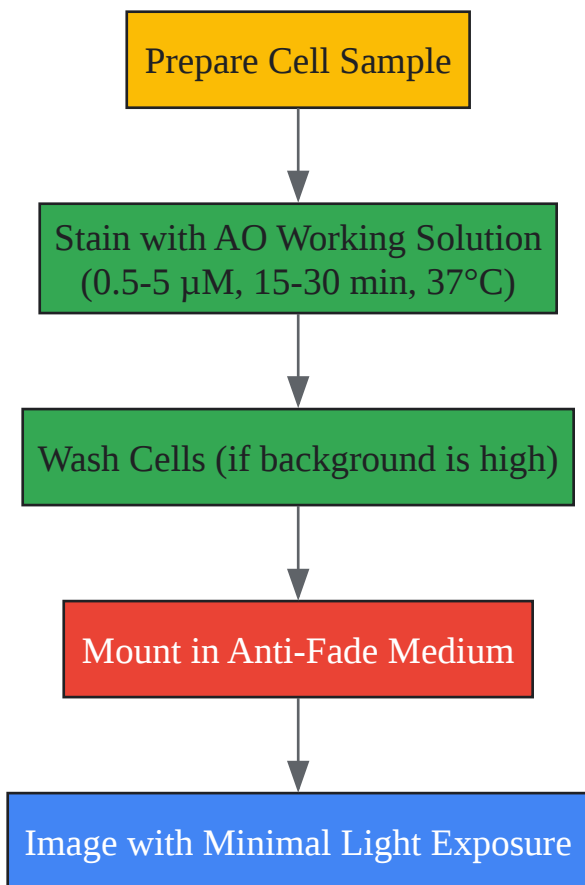 Prepare Cell Sample
Stain with AO Working Solution
(0.5-5 µM, 15-30 min, 37°C)
Wash Cells (if background is high)
Mount in Anti-Fade Medium
Image with Minimal Light Exposure